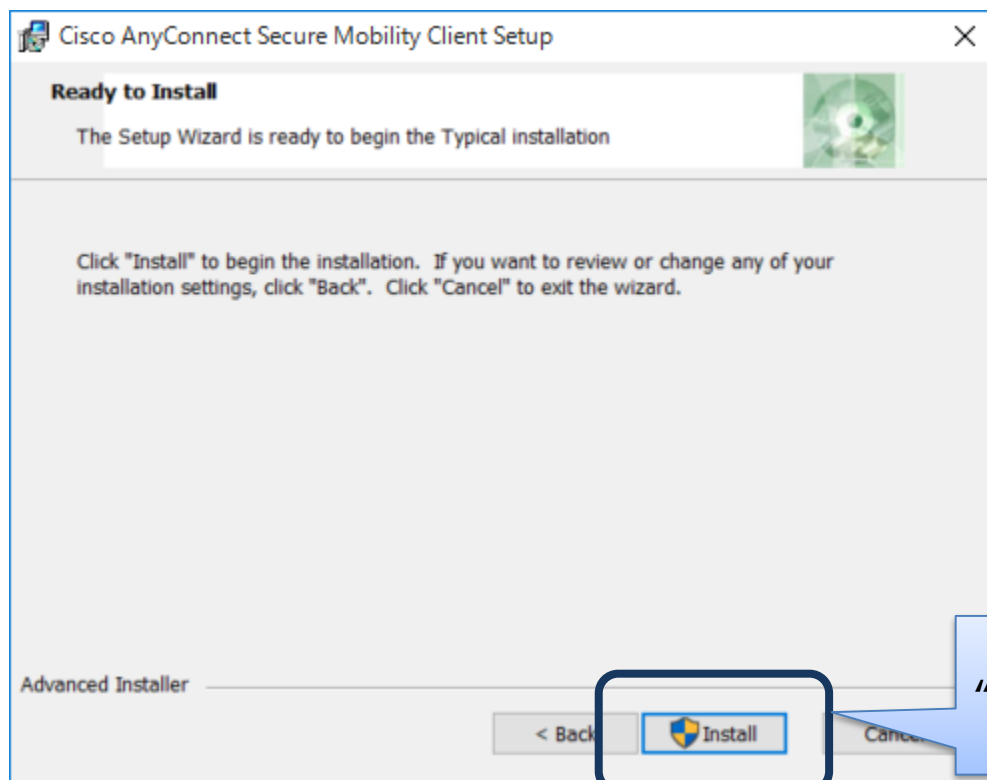 Cisco AnyConnect Secure Mobility Client Setup
Ready to Install
The Setup Wizard is ready to begin the Typical installation
Click "Install" to begin the installation. If you want to review or change any of your
installation settings, click "Back". Click "Cancel" to exit the wizard.
Advanced Installer
< Back Install
“